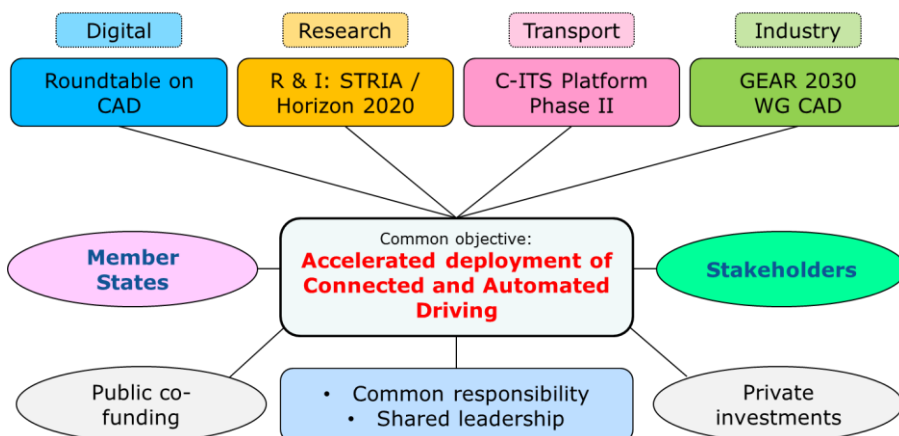 Digital
Research
Transport
Industry
Roundtable on
CAD
R & I: STRIA /
Horizon 2020
C-ITS Platform
Phase II
GEAR 2030
WG CAD
Common objective:
Accelerated deployment of
Connected and Automated
Driving
Member
States
Stakeholders
Public co-
funding
• Common responsibility
• Shared leadership
Private
investments